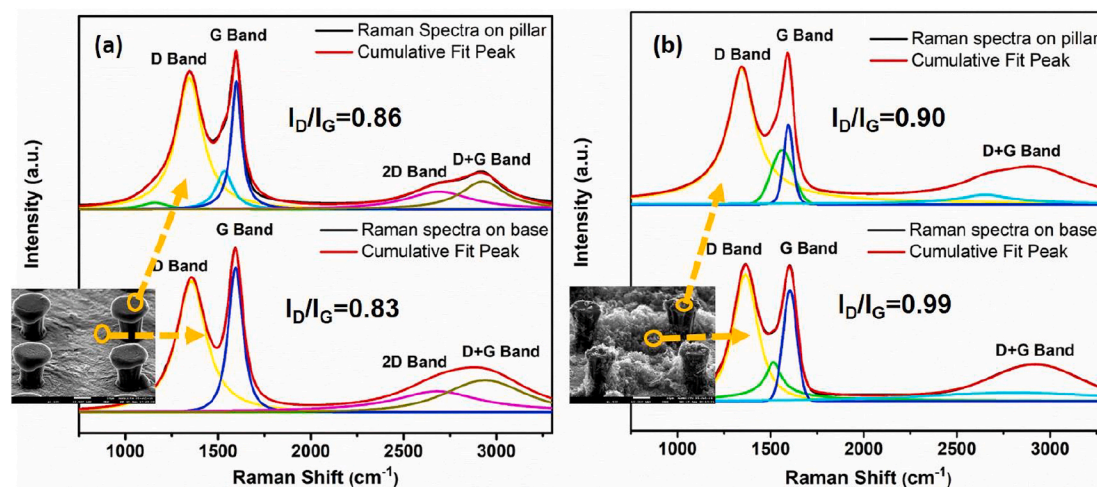 (a)
G Band
D Band
Raman Spectra on pillar
Cumulative Fit Peak
I_D/I_G=0.86
2D Band
D+G Band
G Band
D Band
Raman spectra on base
Cumulative Fit Peak
I_D/I_G=0.83
2D Band
D+G Band
Intensity (a.u.)
1000 1500 2000 2500 3000
Raman Shift (cm⁻¹)
(b)
G Band
D Band
Raman spectra on pillar
Cumulative Fit Peak
I_D/I_G=0.90
D+G Band
D Band
G Band
Raman spectra on base
Cumulative Fit Peak
I_D/I_G=0.99
D+G Band
Intensity (a.u.)
1000 1500 2000 2500 3000
Raman Shift (cm⁻¹)